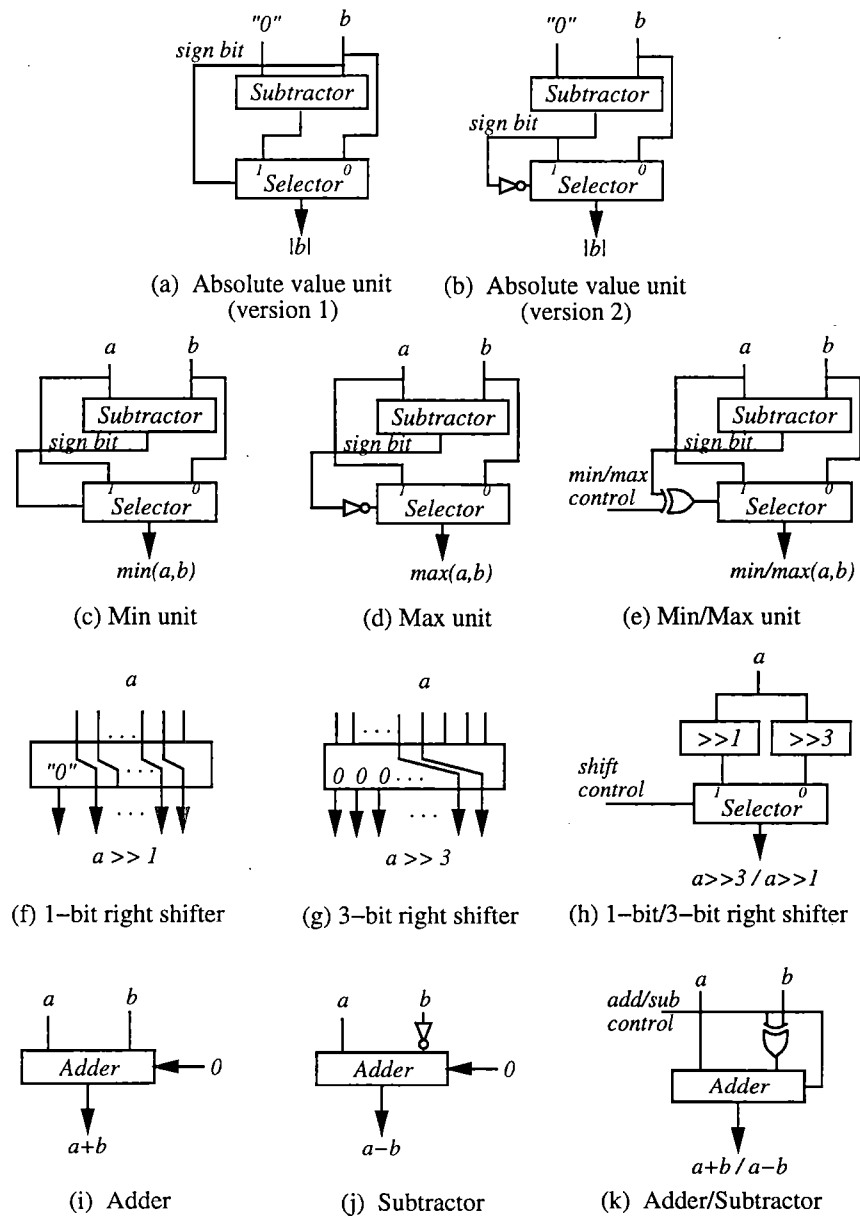 "0" b "0" b
sign bit
Subtractor Subtractor
sign bit
1 0 1 0
Selector Selector
|b| |b|
(a) Absolute value unit (b) Absolute value unit
(version 1) (version 2)
a b a b a b
Subtractor Subtractor Subtractor
sign bit sign bit sign bit
1 0 1 0 min/max 1 0
Selector Selector control Selector
min(a,b) max(a,b) min/max(a,b)
(c) Min unit (d) Max unit (e) Min/Max unit
a a a
... ...
>>1 >>3
"0" ... 0 0 0 ... shift 1 0
control Selector
... ...
a >> 1 a >> 3 a>>3 / a>>1
(f) 1-bit right shifter (g) 3-bit right shifter (h) 1-bit/3-bit right shifter
a b a b a b
add/sub
control
Adder 0 Adder 0 Adder
a+b a-b a+b / a-b
(i) Adder (j) Subtractor (k) Adder/Subtractor